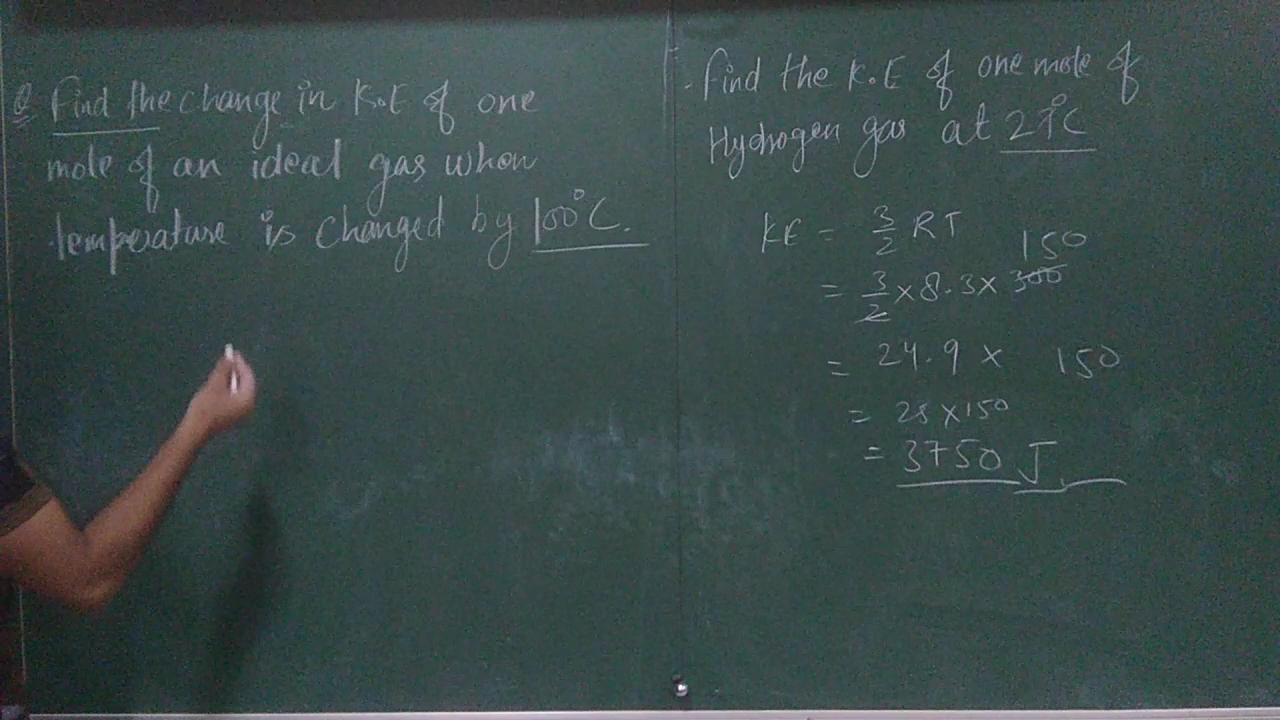 Q Find the change in K.E of one
mole of an ideal gas when
temperature is changed by 100°C.
. Find the K.E of one mole of
Hydrogen gas at 27°C
KE = 3/2 RT
150
= 3/2 × 8.3 × 300
= 24.9 × 150
= 25 × 150
= 3750 J